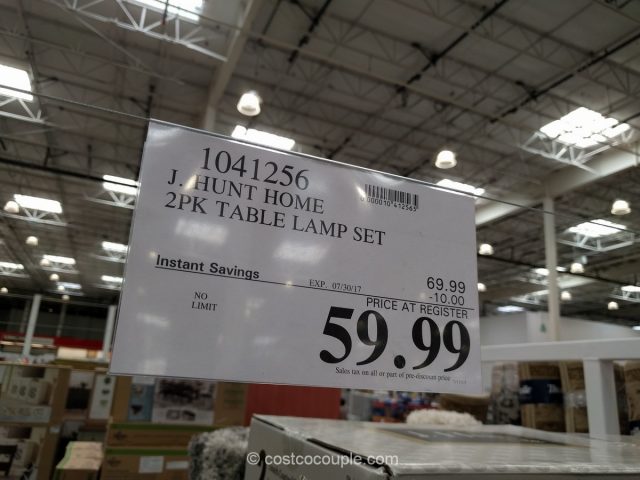 1041256
J. HUNT HOME
2PK TABLE LAMP SET
Instant Savings
EXP. 07/30/17
69.99
-10.00
NO
LIMIT
PRICE AT REGISTER
59.99
Sales tax on all or part of pre-discount price
© costcocouple.com